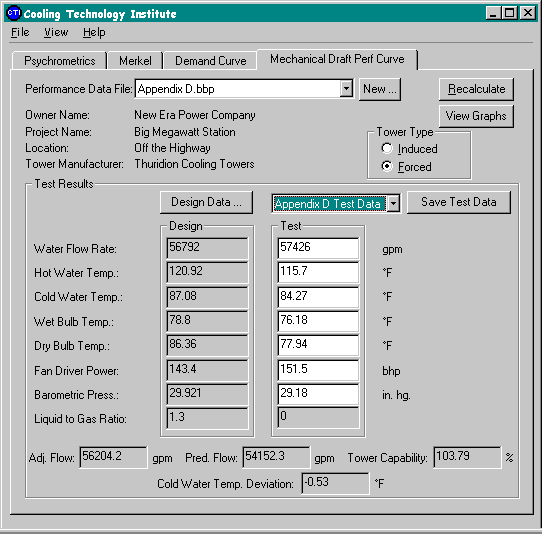 CTI Cooling Technology Institute
File View Help
Psychrometrics Merkel Demand Curve Mechanical Draft Perf Curve
Performance Data File: Appendix D.bbp New ... Recalculate
View Graphs
Owner Name: New Era Power Company
Project Name: Big Megawatt Station
Location: Off the Highway
Tower Manufacturer: Thuridion Cooling Towers
Tower Type
Induced
Forced
Test Results
Design Data ... Appendix D Test Data Save Test Data
Design Test
Water Flow Rate: 56792 57426 gpm
Hot Water Temp.: 120.92 115.7 °F
Cold Water Temp.: 87.08 84.27 °F
Wet Bulb Temp.: 78.8 76.18 °F
Dry Bulb Temp.: 86.36 77.94 °F
Fan Driver Power: 143.4 151.5 bhp
Barometric Press.: 29.921 29.18 in. hg.
Liquid to Gas Ratio: 1.3 0
Adj. Flow: 56204.2 gpm Pred. Flow: 54152.3 gpm Tower Capability: 103.79 %
Cold Water Temp. Deviation: -0.53 °F